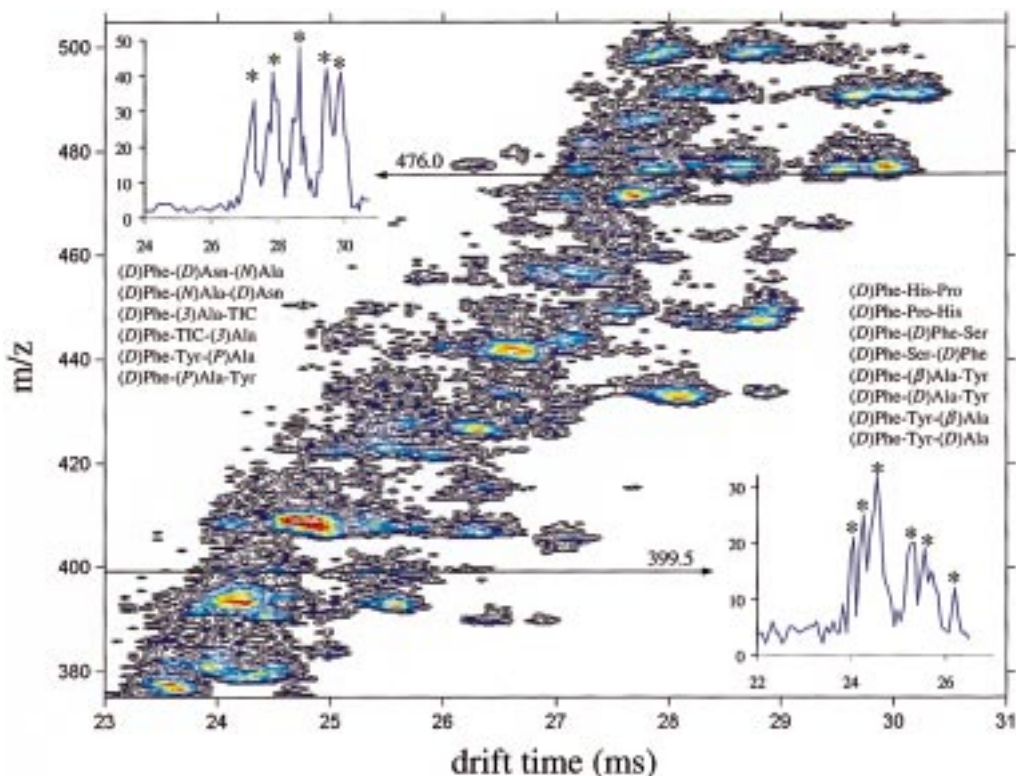 500
480
460
440
420
400
380
m/z
23
24
25
26
27
28
29
30
31
drift time (ms)
50
40
30
20
10
0
24
26
28
30
* * * * *
476.0
(D)Phe-(D)Asn-(N)Ala
(D)Phe-(N)Ala-(D)Asn
(D)Phe-(3)Ala-TIC
(D)Phe-TIC-(3)Ala
(D)Phe-Tyr-(P)Ala
(D)Phe-(P)Ala-Tyr
(D)Phe-His-Pro
(D)Phe-Pro-His
(D)Phe-(D)Phe-Ser
(D)Phe-Ser-(D)Phe
(D)Phe-(β)Ala-Tyr
(D)Phe-(D)Ala-Tyr
(D)Phe-Tyr-(β)Ala
(D)Phe-Tyr-(D)Ala
399.5
30
20
10
0
22
24
26
* * * * * *